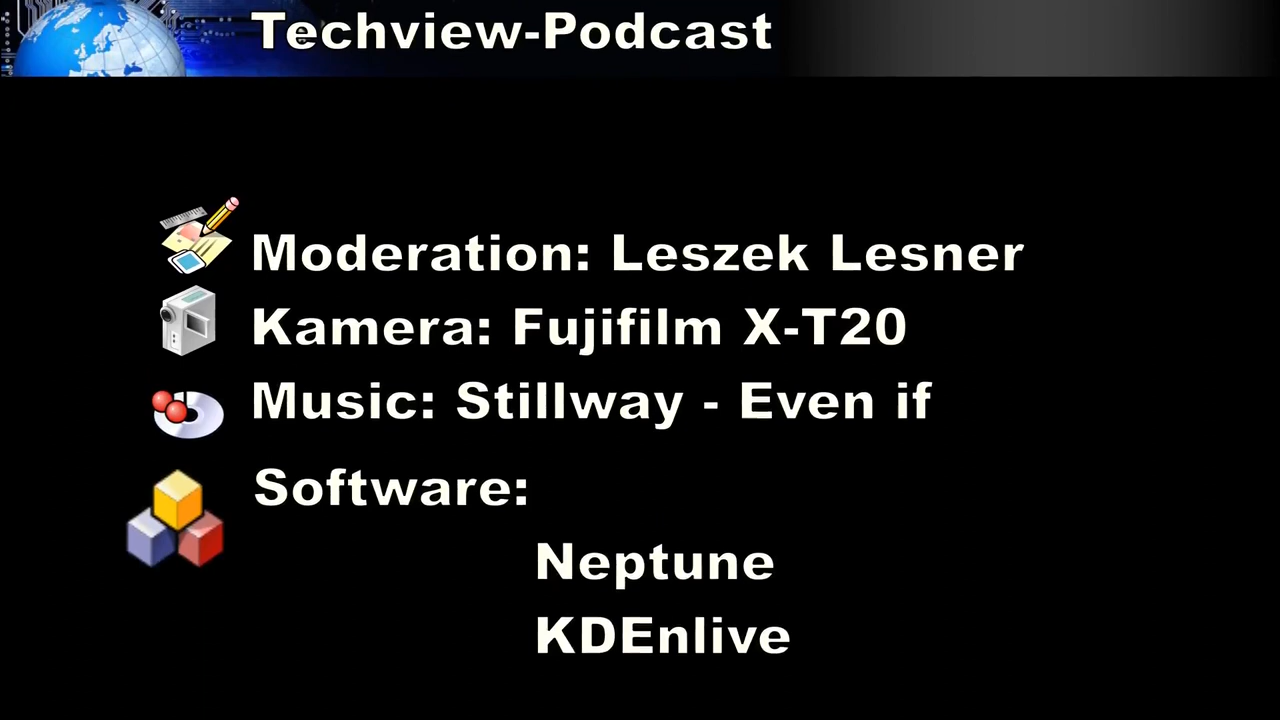 Techview-Podcast
Moderation: Leszek Lesner
Kamera: Fujifilm X-T20
Music: Stillway - Even if
Software:
Neptune
KDEnlive